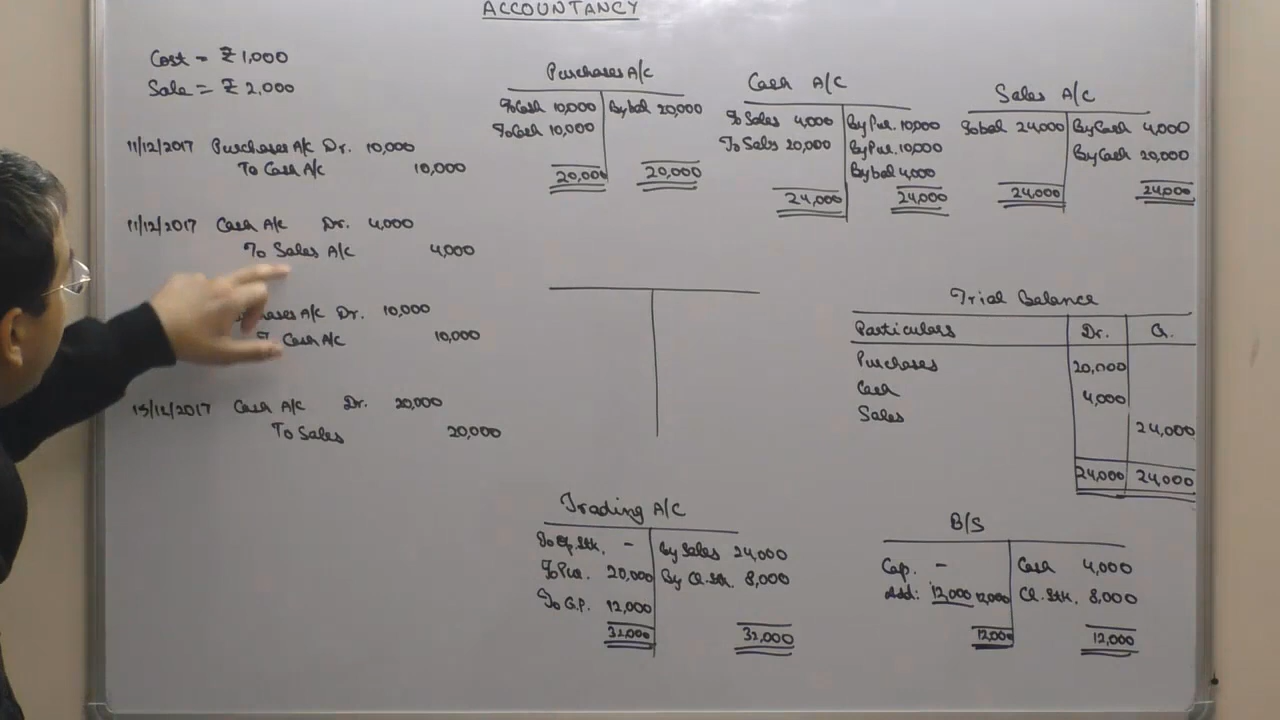 ACCOUNTANCY
Cost = ₹ 1,000
Sale = ₹ 2,000
11/12/2017 Purchases A/c Dr. 10,000
To Cash A/c 10,000
11/12/2017 Cash A/c Dr. 4,000
To Sales A/c 4,000
A/c Dr. 10,000
Cash A/c 10,000
15/12/2017 Cash A/c Dr. 20,000
To Sales 20,000
Purchases A/c
To Cash 10,000 By bal 20,000
To Cash 10,000
20,000 20,000
Cash A/C
To Sales 4,000 By Pur. 10,000
To Sales 20,000 By Pur. 10,000
By bal 4,000
24,000 24,000
Sales A/C
To bal 24,000 By Cash 4,000
By Cash 20,000
24,000 24,000
Trial Balance
Particulars Dr. Cr.
Purchases 20,000
Cash 4,000
Sales 24,000
24,000 24,000
Trading A/C
To Op. Stk. - By Sales 24,000
To Pur. 20,000 By Cl. Stk. 8,000
To G.P. 12,000
32,000 32,000
B/S
Cap. - Cash 4,000
Add: 12,000 12,000 Cl. Stk. 8,000
12,000 12,000